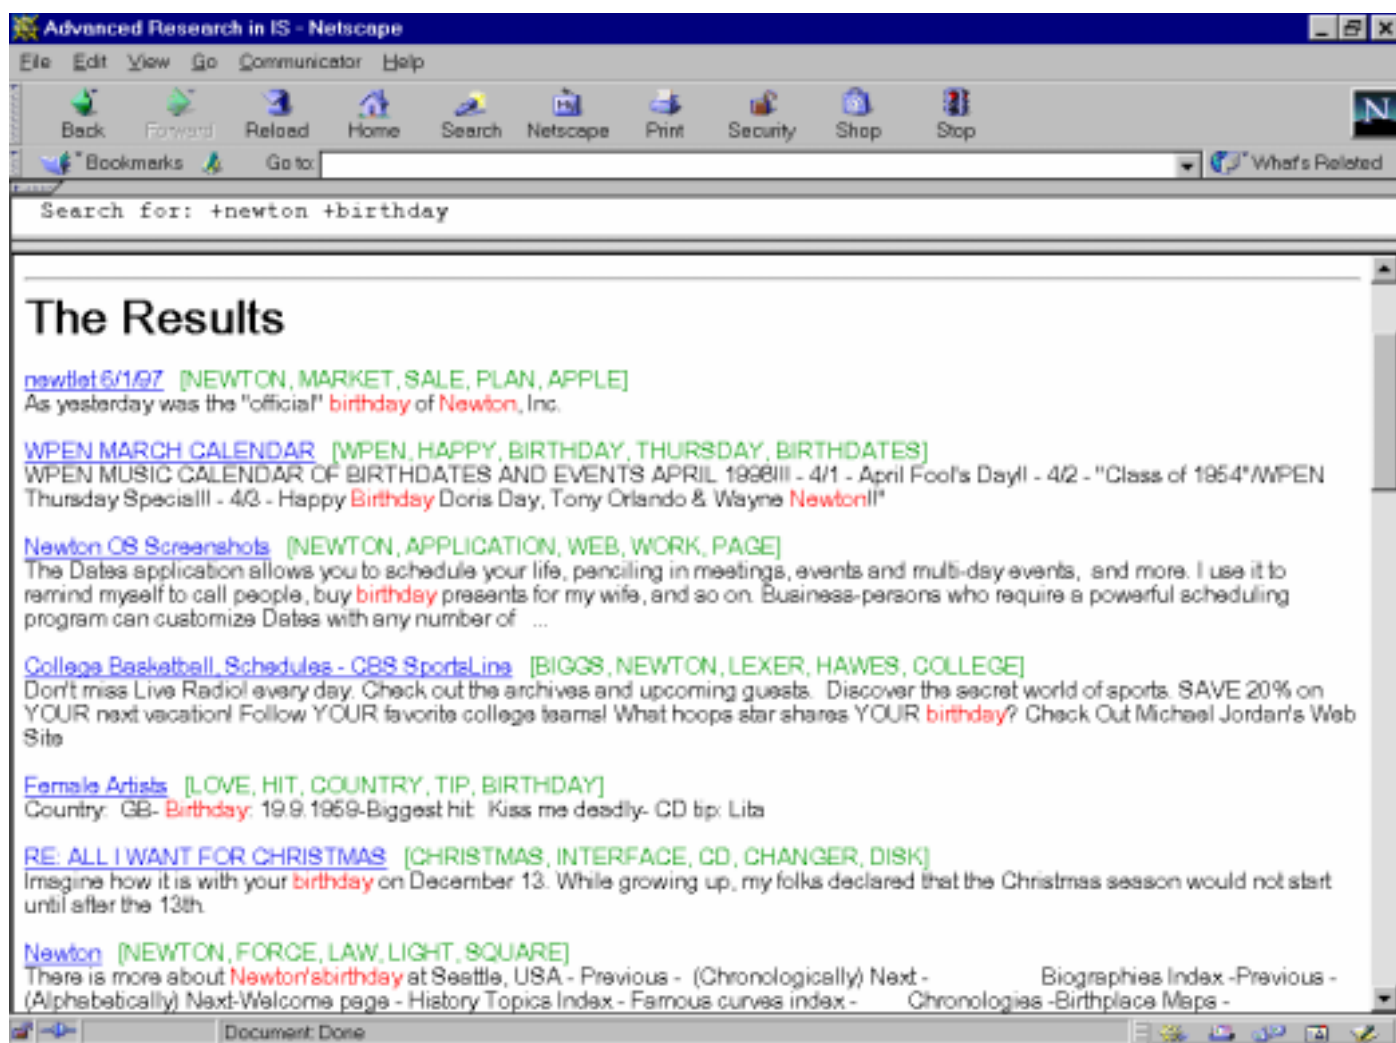 Advanced Research in IS - Netscape
File Edit View Go Communicator Help
Back Forward Reload Home Search Netscape Print Security Shop Stop
N
Bookmarks Go to: What's Related
Search for: +newton +birthday
The Results
newtlet 6/1/97 [NEWTON, MARKET, SALE, PLAN, APPLE]
As yesterday was the "official" birthday of Newton, Inc.
WPEN MARCH CALENDAR [WPEN, HAPPY, BIRTHDAY, THURSDAY, BIRTHDATES]
WPEN MUSIC CALENDAR OF BIRTHDATES AND EVENTS APRIL 1998!!! - 4/1 - April Fool's Day!! - 4/2 - "Class of 1954"/WPEN
Thursday Special!! - 4/3 - Happy Birthday Doris Day, Tony Orlando & Wayne Newton!!"
Newton OS Screenshots [NEWTON, APPLICATION, WEB, WORK, PAGE]
The Dates application allows you to schedule your life, penciling in meetings, events and multi-day events, and more. I use it to
remind myself to call people, buy birthday presents for my wife, and so on. Business-persons who require a powerful scheduling
program can customize Dates with any number of ...
College Basketball, Schedules - CBS SportsLine [BIGGS, NEWTON, LEXER, HAWES, COLLEGE]
Don't miss Live Radio! every day. Check out the archives and upcoming guests. Discover the secret world of sports. SAVE 20% on
YOUR next vacation! Follow YOUR favorite college teams! What hoops star shares YOUR birthday? Check Out Michael Jordan's Web
Site
Female Artists [LOVE, HIT, COUNTRY, TIP, BIRTHDAY]
Country: GB- Birthday: 19.9.1959-Biggest hit: Kiss me deadly- CD tip: Lita
RE: ALL I WANT FOR CHRISTMAS [CHRISTMAS, INTERFACE, CD, CHANGER, DISK]
Imagine how it is with your birthday on December 13. While growing up, my folks declared that the Christmas season would not start
until after the 13th.
Newton [NEWTON, FORCE, LAW, LIGHT, SQUARE]
There is more about Newton'sbirthday at Seattle, USA - Previous - (Chronologically) Next - Biographies Index -Previous -
(Alphabetically) Next-Welcome page - History Topics Index - Famous curves index - Chronologies -Birthplace Maps -
Document: Done